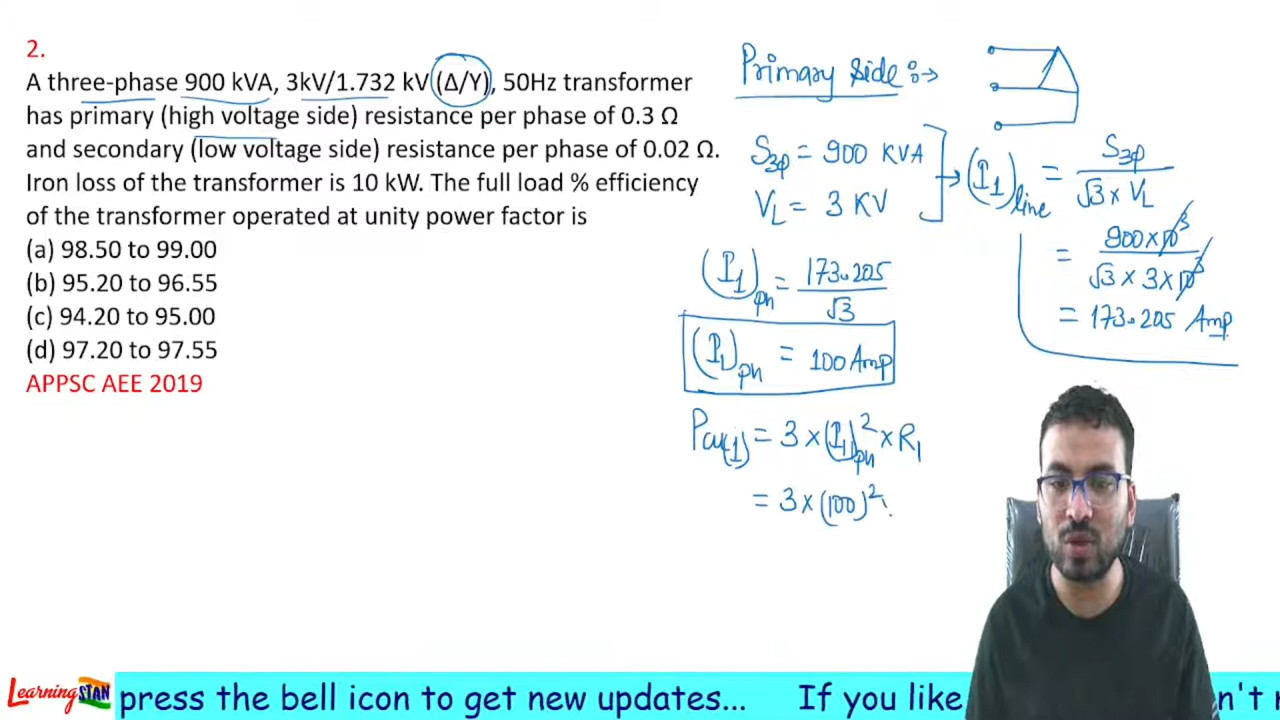 2.
A three-phase 900 kVA, 3kV/1.732 kV (Δ/Y), 50Hz transformer
has primary (high voltage side) resistance per phase of 0.3 Ω
and secondary (low voltage side) resistance per phase of 0.02 Ω.
Iron loss of the transformer is 10 kW. The full load % efficiency
of the transformer operated at unity power factor is
(a) 98.50 to 99.00
(b) 95.20 to 96.55
(c) 94.20 to 95.00
(d) 97.20 to 97.55
APPSC AEE 2019
Primary side :→
S3φ = 900 KVA
VL = 3 KV
(I1)line = S3φ / √3 × VL
= 900×10³ / √3 × 3 × 10³
= 173.205 Amp
(I1)ph = 173.205 / √3
(I1)ph = 100 Amp
Pcu(1) = 3 × (I1)²ph × R1
= 3 × (100)²
LearningSTAN
press the bell icon to get new updates... If you like
n't